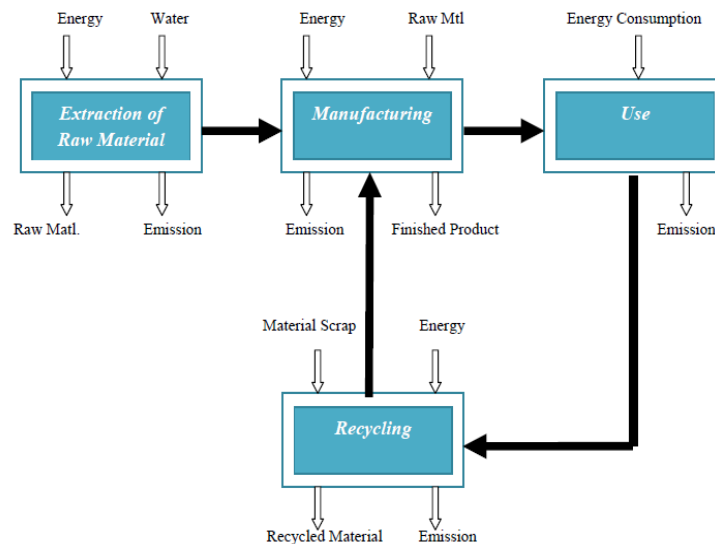 Energy Water Energy Raw Mtl Energy Consumption
Extraction of
Raw Material
Manufacturing
Use
Raw Matl. Emission Emission Finished Product Emission
Material Scrap Energy
Recycling
Recycled Material Emission